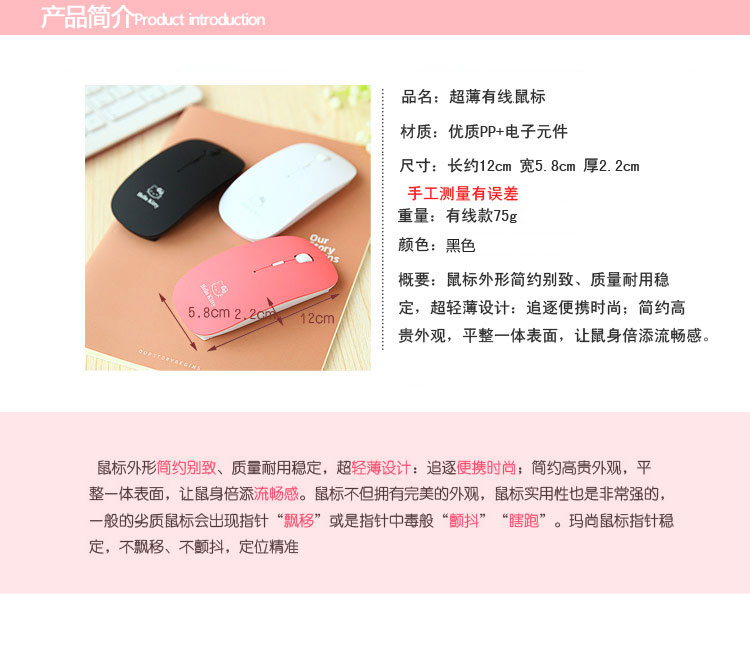 产品简介Product introduction
品名：超薄有线鼠标
材质：优质PP+电子元件
尺寸：长约12cm 宽5.8cm 厚2.2cm
手工测量有误差
重量：有线款75g
颜色：黑色
概要：鼠标外形简约别致、质量耐用稳
定，超轻薄设计：追逐便携时尚；简约高
贵外观，平整一体表面，让鼠身倍添流畅感。
Hello Kitty
Hello Kitty
our
story
5.8cm
2.2cm
12cm
鼠标外形简约别致、质量耐用稳定，超轻薄设计：追逐便携时尚；简约高贵外观，平
整一体表面，让鼠身倍添流畅感。鼠标不但拥有完美的外观，鼠标实用性也是非常强的，
一般的劣质鼠标会出现指针“飘移”或是指针中毒般“颤抖”“瞎跑”。玛尚鼠标指针稳
定，不飘移、不颤抖，定位精准